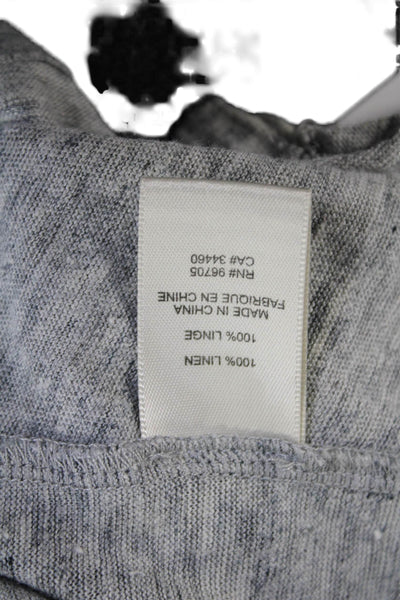 100% LINEN
100% LINGE
MADE IN CHINA
FABRIQUE EN CHINE
RN# 96705
CA# 34460